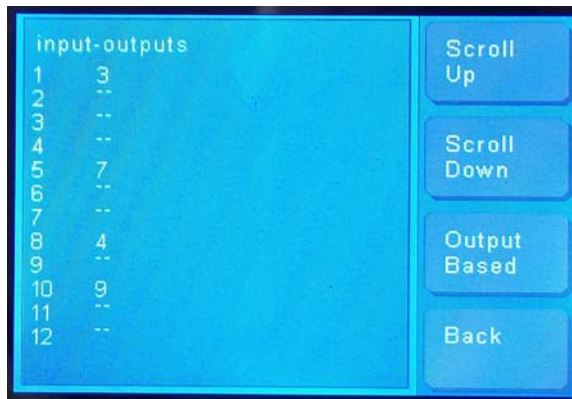 input-outputs
1 3
2 --
3 --
4 --
5 7
6 --
7 --
8 4
9 --
10 9
11 --
12 --
Scroll
Up
Scroll
Down
Output
Based
Back